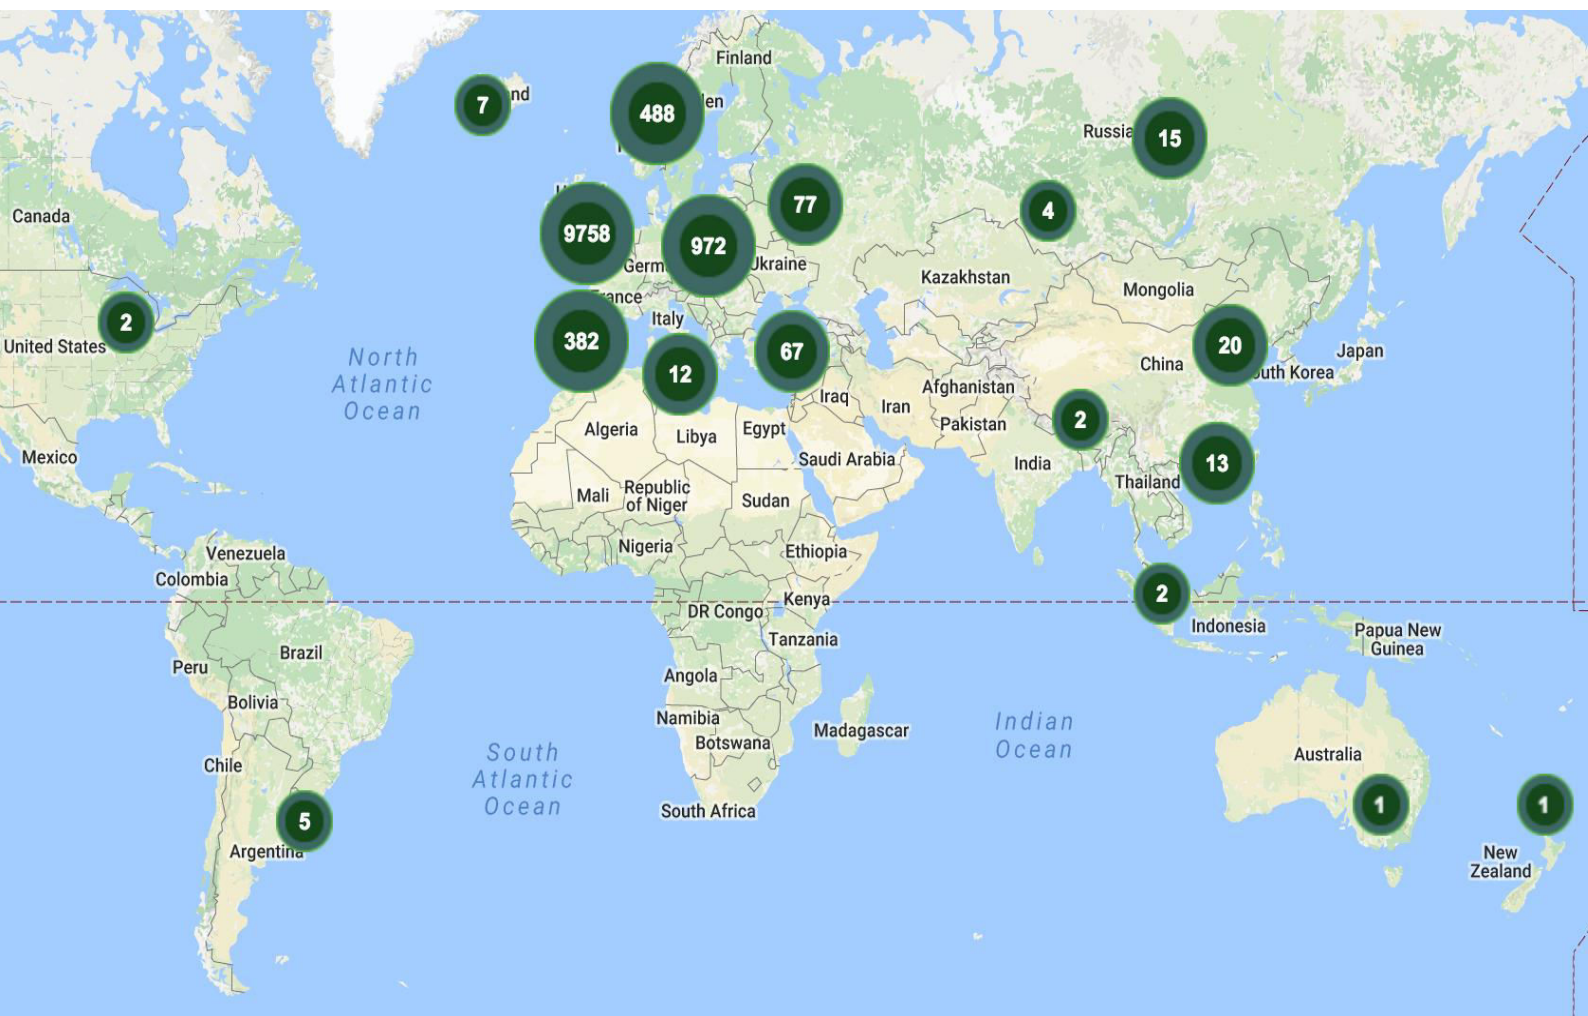 Finland
7
nd
488
en
Russia
15
77
4
Canada
9758
972
Germ
Ukraine
Kazakhstan
Mongolia
rance
2
Italy
United States
North
Atlantic
Ocean
382
12
67
20
China
Japan
outh Korea
Afghanistan
Iraq
Iran
Pakistan
2
Algeria
Libya
Egypt
Mexico
Saudi Arabia
India
13
Thailand
Mali
Republic
of Niger
Sudan
Nigeria
Ethiopia
Venezuela
Colombia
DR Congo
Kenya
2
Indonesia
Tanzania
Papua New
Guinea
Brazil
Peru
Angola
Bolivia
Namibia
Botswana
Madagascar
Indian
Ocean
South
Atlantic
Ocean
Australia
Chile
1
1
South Africa
5
Argentina
New
Zealand